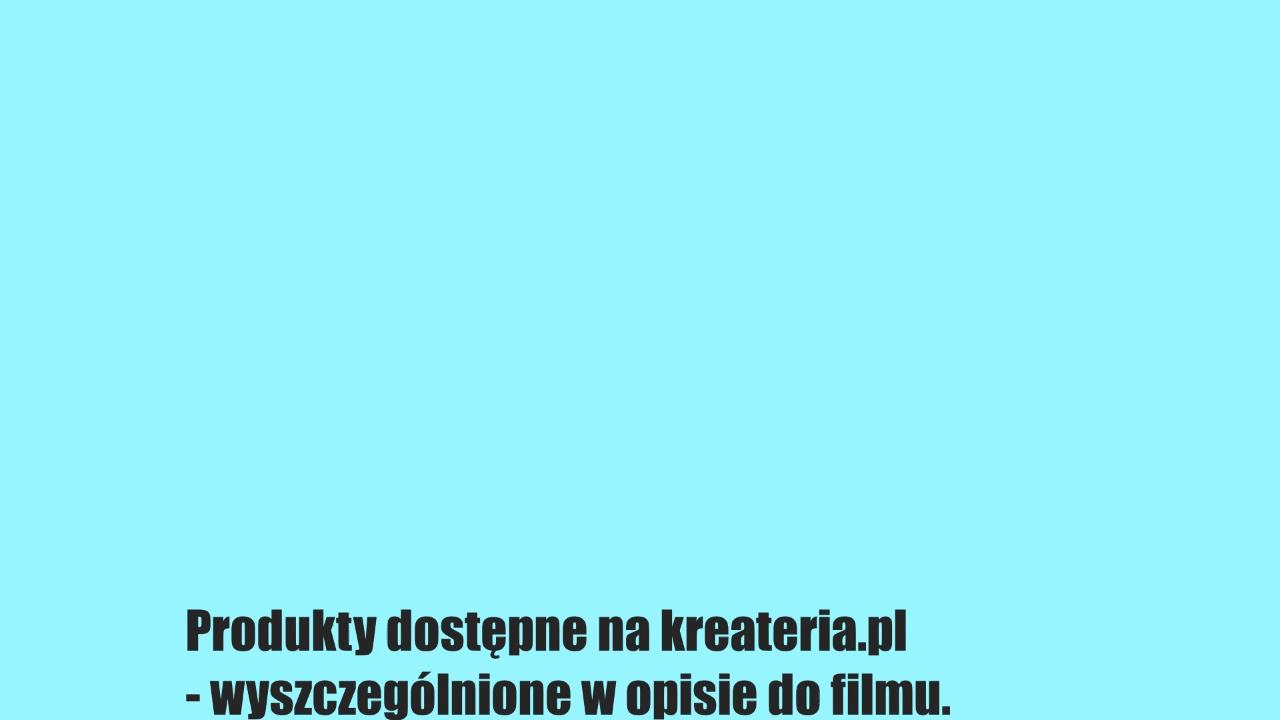 Produkty dostępne na kreateria.pl
- wyszczególnione w opisie do filmu.